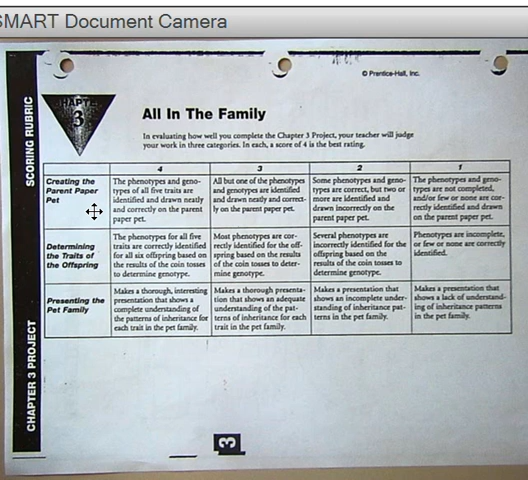 SMART Document Camera
© Prentice-Hall, Inc.
SCORING RUBRIC
CHAPTER
3
All In The Family
In evaluating how well you complete the Chapter 3 Project, your teacher will judge
your work in three categories. In each, a score of 4 is the best rating.
4 3 2 1
Creating the
Parent Paper
Pet
The phenotypes and geno-
types of all five traits are
identified and drawn neatly
and correctly on the parent
paper pet.
All but one of the phenotypes
and genotypes are identified
and drawn neatly and correct-
ly on the parent paper pet.
Some phenotypes and geno-
types are correct, but two or
more are identified and
drawn incorrectly on the
parent paper pet.
The phenotypes and geno-
types are not completed,
and/or few or none are cor-
rectly identified and drawn
on the parent paper pet.
Determining
the Traits of
the Offspring
The phenotypes for all five
traits are correctly identified
for all six offspring based on
the results of the coin tosses
to determine genotype.
Most phenotypes are cor-
rectly identified for the off-
spring based on the results
of the coin tosses to deter-
mine genotype.
Several phenotypes are
incorrectly identified for the
offspring based on the
results of the coin tosses to
determine genotype.
Phenotypes are incomplete,
or few or none are correctly
identified.
Presenting the
Pet Family
Makes a thorough, interesting
presentation that shows a
complete understanding of
the patterns of inheritance for
each trait in the pet family.
Makes a thorough presenta-
tion that shows an adequate
understanding of the pat-
terns of inheritance for each
trait in the pet family.
Makes a presentation that
shows an incomplete under-
standing of inheritance pat-
terns in the pet family.
Makes a presentation that
shows a lack of understand-
ing of inheritance patterns
in the pet family.
CHAPTER 3 PROJECT
3